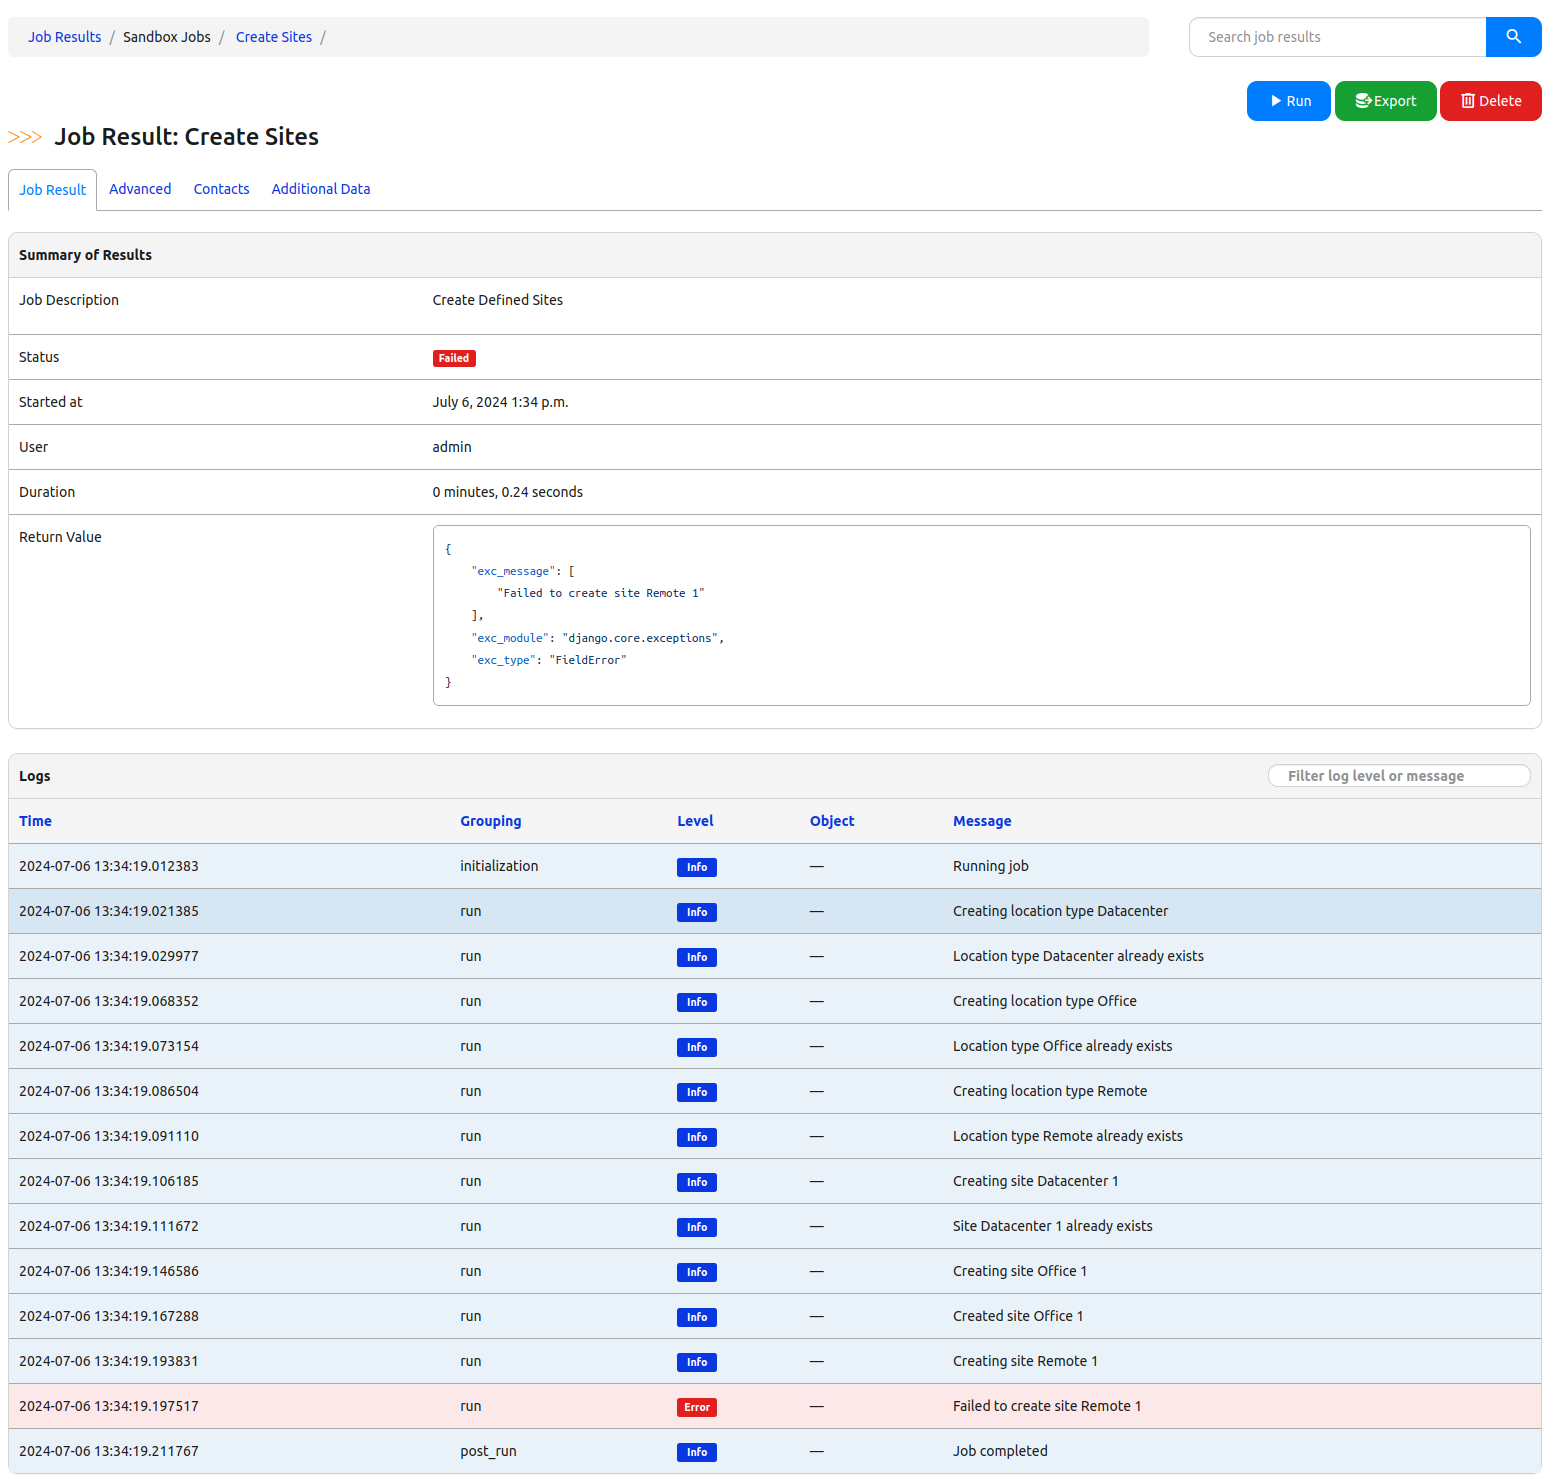 Job Results / Sandbox Jobs / Create Sites /
Search job results
Run Export Delete
>>> Job Result: Create Sites
Job Result Advanced Contacts Additional Data
Summary of Results
Job Description Create Defined Sites
Status Failed
Started at July 6, 2024 1:34 p.m.
User admin
Duration 0 minutes, 0.24 seconds
Return Value
{
"exc_message": [
"Failed to create site Remote 1"
],
"exc_module": "django.core.exceptions",
"exc_type": "FieldError"
}
Logs Filter log level or message
Time Grouping Level Object Message
2024-07-06 13:34:19.012383 initialization Info — Running job
2024-07-06 13:34:19.021385 run Info — Creating location type Datacenter
2024-07-06 13:34:19.029977 run Info — Location type Datacenter already exists
2024-07-06 13:34:19.068352 run Info — Creating location type Office
2024-07-06 13:34:19.073154 run Info — Location type Office already exists
2024-07-06 13:34:19.086504 run Info — Creating location type Remote
2024-07-06 13:34:19.091110 run Info — Location type Remote already exists
2024-07-06 13:34:19.106185 run Info — Creating site Datacenter 1
2024-07-06 13:34:19.111672 run Info — Site Datacenter 1 already exists
2024-07-06 13:34:19.146586 run Info — Creating site Office 1
2024-07-06 13:34:19.167288 run Info — Created site Office 1
2024-07-06 13:34:19.193831 run Info — Creating site Remote 1
2024-07-06 13:34:19.197517 run Error — Failed to create site Remote 1
2024-07-06 13:34:19.211767 post_run Info — Job completed